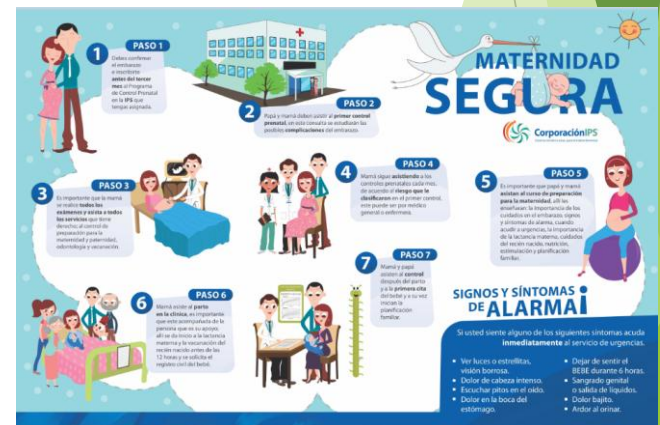 MATERNIDAD
SEGURA
CorporaciónIPS
1
PASO 1
Debes confirmar
el embarazo
e inscribirte
antes del tercer
mes al Programa
de Control Prenatal
en la IPS que
tengas asignada.
2
PASO 2
Papá y mamá deben asistir al primer control
prenatal, en esta consulta se estudiarán las
posibles complicaciones del embarazo.
3
PASO 3
Es importante que la mamá
se realice todos los
exámenes y asista a todos
los servicios que tiene
derecho; al control de
preparación para la
maternidad y paternidad,
odontología y vacunación.
4
PASO 4
Mamá sigue asistiendo a los
controles prenatales cada mes,
de acuerdo al riesgo que le
clasificaron en el primer control,
este puede ser por médico
general o enfermera.
5
PASO 5
Es importante que papá y mamá
asistan al curso de preparación
para la maternidad, allí les
enseñan: la importancia de los
cuidados en el embarazo, signos
y síntomas de alarma, cuando
acudir a urgencias, la importancia
de la lactancia materna, cuidados
del recién nacido, nutrición,
estimulación y planificación
familiar.
6
PASO 6
Mamá asiste al parto
en la clínica, es importante
que este acompañada de la
persona que es su apoyo,
allí se da inicio a la lactancia
materna y la vacunación del
recién nacido antes de las
12 horas y se solicita el
registro civil del bebé.
7
PASO 7
Mamá y papá
asisten al control
después del parto
y a la primera cita
del bebé y a su vez
inician la
planificación
familiar.
SIGNOS Y SÍNTOMAS
DE ALARMA¡
Si usted siente alguno de los siguientes síntomas acuda
inmediatamente al servicio de urgencias.
• Ver luces o estrellitas,
visión borrosa.
• Dolor de cabeza intenso.
• Escuchar pitos en el oído.
• Dolor en la boca del
estómago.
• Dejar de sentir el
BEBE durante 6 horas.
• Sangrado genital
o salida de líquidos.
• Dolor bajito.
• Ardor al orinar.